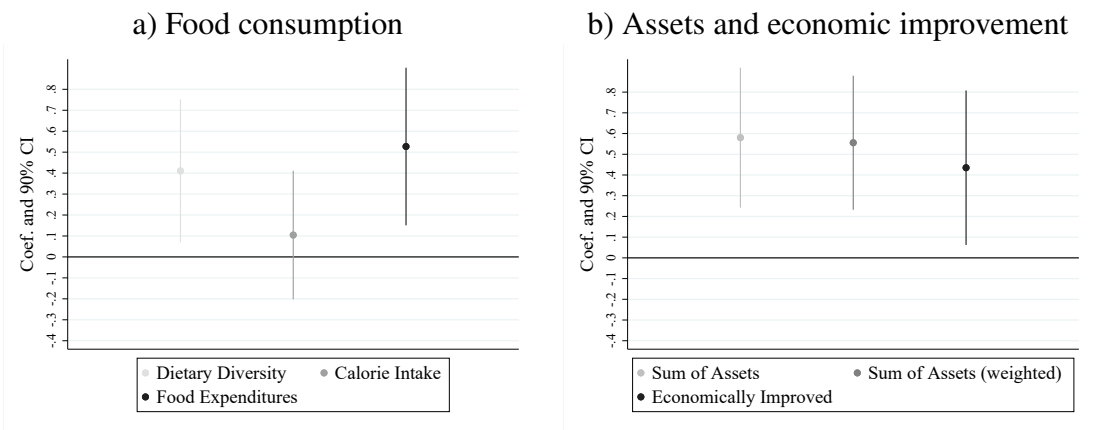 a) Food consumption
Coef. and 90% CI
.8
.7
.6
.5
.4
.3
.2
.1
0
-.1
-.2
-.3
-.4
Dietary Diversity
Calorie Intake
Food Expenditures
b) Assets and economic improvement
Coef. and 90% CI
.8
.7
.6
.5
.4
.3
.2
.1
0
-.1
-.2
-.3
-.4
Sum of Assets
Sum of Assets (weighted)
Economically Improved